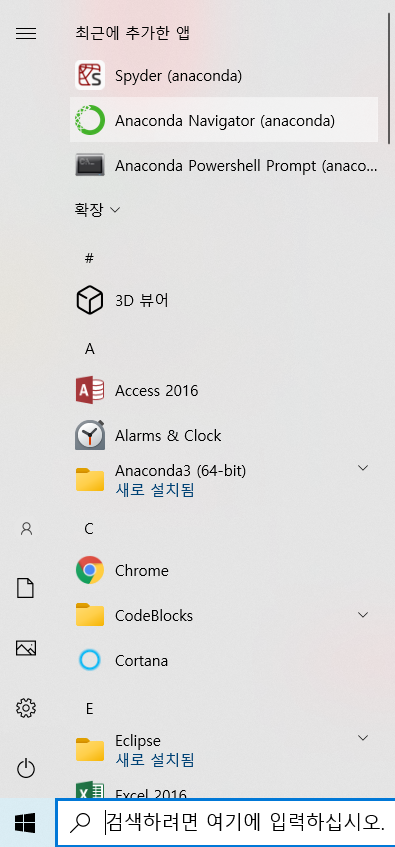 최근에 추가한 앱
Spyder (anaconda)
Anaconda Navigator (anaconda)
Anaconda Powershell Prompt (anaco...
확장
#
3D 뷰어
A
Access 2016
Alarms & Clock
Anaconda3 (64-bit)
새로 설치됨
C
Chrome
CodeBlocks
Cortana
E
Eclipse
새로 설치됨
Excel 2016
검색하려면 여기에 입력하십시오.